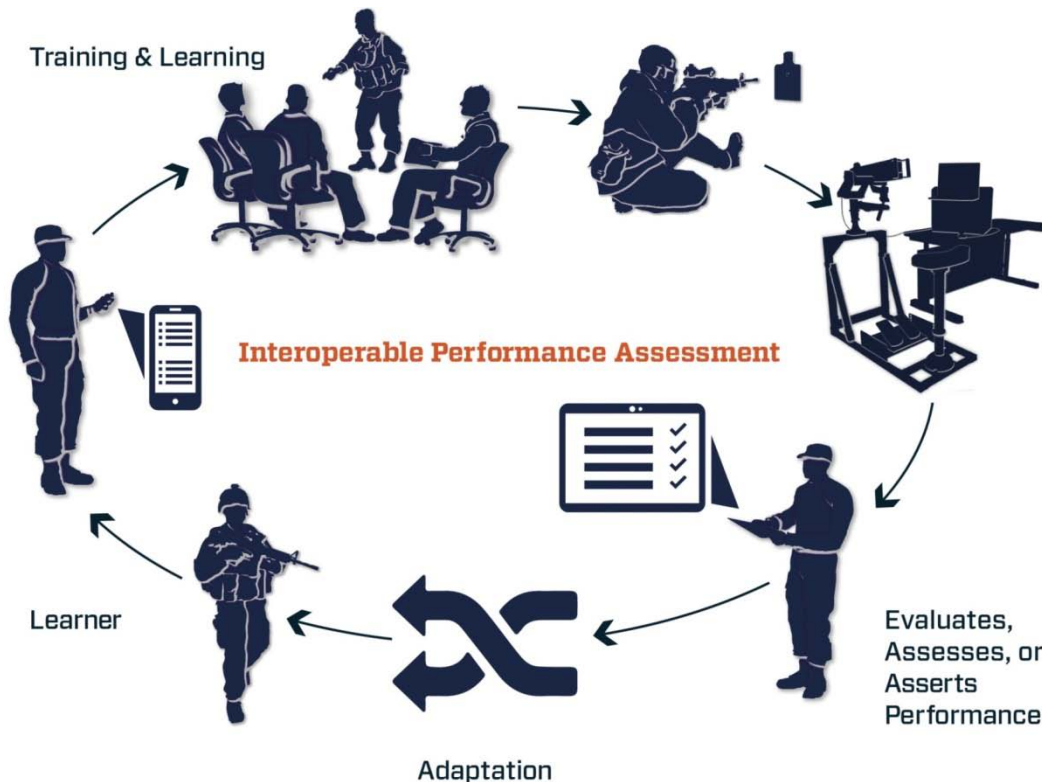 Training & Learning
Interoperable Performance Assessment
Learner
Evaluates,
Assesses, or
Asserts
Performance
Adaptation